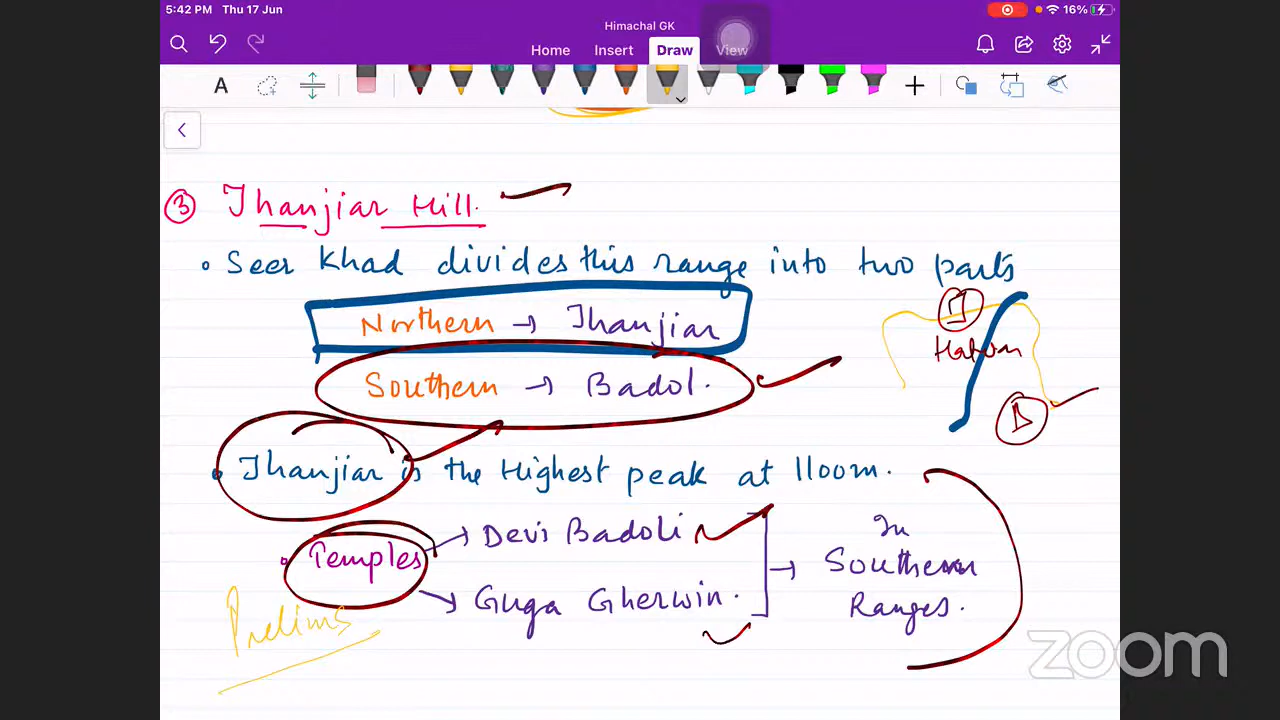 5:42 PM Thu 17 Jun
16%
Himachal GK
Home Insert Draw View
③ Jhanjiar Hill.
• Seer Khad divides this range into two parts
Northern → Jhanjiar
Southern → Badol.
J
Hatwar
B
• Jhanjiar is the Highest peak at 1100m.
• Temples → Devi Badoli
→ Guga Gherwin.
→ In
Southern
Ranges.
Prelims
zoom